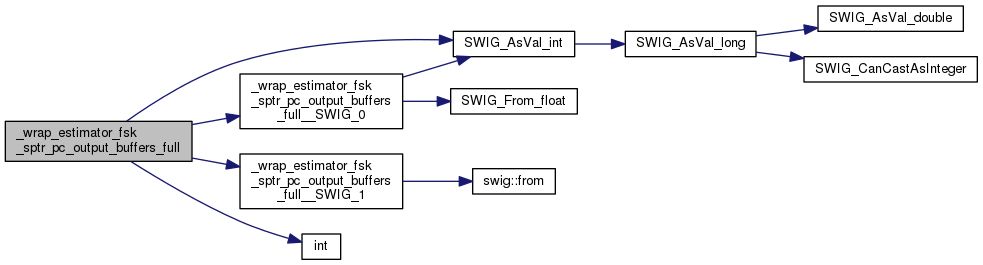 _wrap_estimator_fsk
_sptr_pc_output_buffers_full
SWIG_AsVal_int
_wrap_estimator_fsk
_sptr_pc_output_buffers
_full__SWIG_0
_wrap_estimator_fsk
_sptr_pc_output_buffers
_full__SWIG_1
int
SWIG_From_float
swig::from
SWIG_AsVal_long
SWIG_AsVal_double
SWIG_CanCastAsInteger